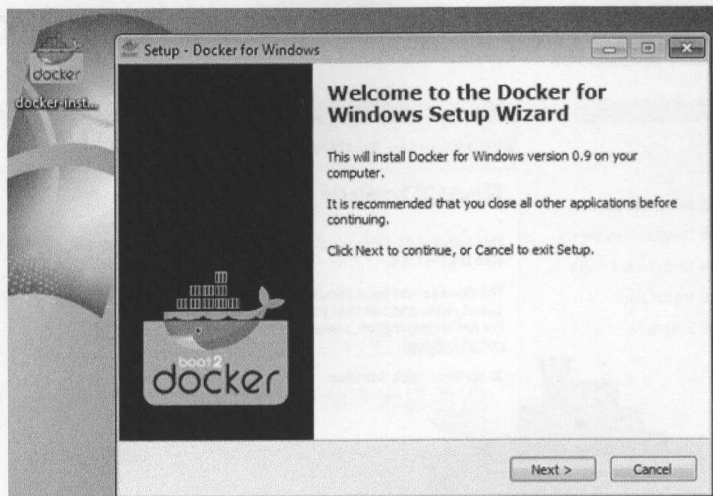 docker
docker-inst...
Setup - Docker for Windows
Welcome to the Docker for
Windows Setup Wizard
This will install Docker for Windows version 0.9 on your
computer.
It is recommended that you close all other applications before
continuing.
Click Next to continue, or Cancel to exit Setup.
boot2
docker
Next >
Cancel